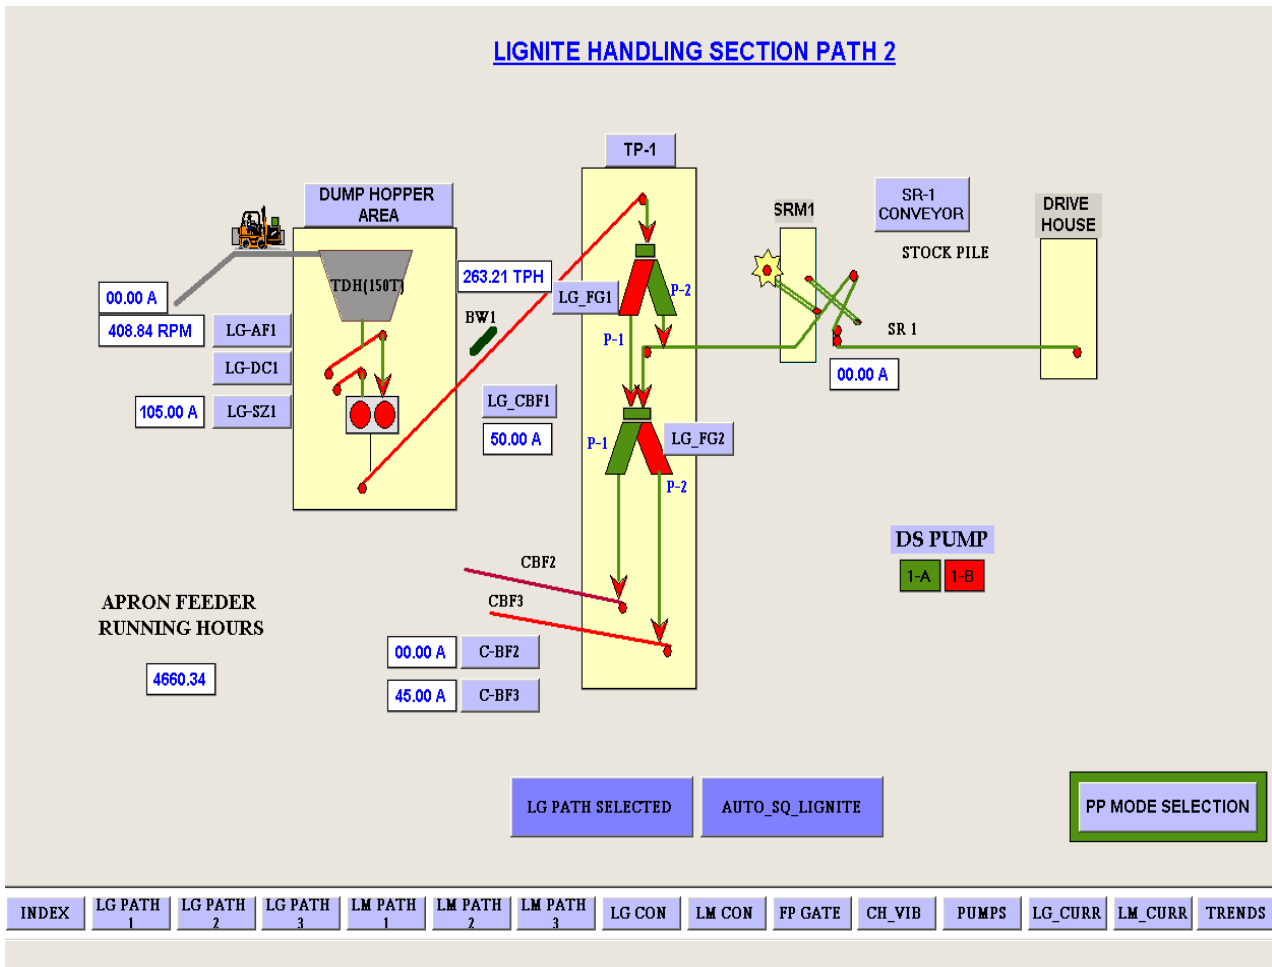 LIGNITE HANDLING SECTION PATH 2
TP-1
DUMP HOPPER
AREA
SRM1
SR-1
CONVEYOR
DRIVE
HOUSE
STOCK PILE
TDH(150T)
263.21 TPH
LG_FG1
P-2
00.00 A
408.84 RPM
LG-AF1
BW1
P-1
SR 1
LG-DC1
00.00 A
105.00 A
LG-SZ1
LG_CBF1
50.00 A
P-1
LG_FG2
P-2
DS PUMP
1-A
1-B
CBF2
CBF3
APRON FEEDER
RUNNING HOURS
4660.34
00.00 A
C-BF2
45.00 A
C-BF3
LG PATH SELECTED
AUTO_SQ_LIGNITE
PP MODE SELECTION
INDEX
LG PATH
1
LG PATH
2
LG PATH
3
LM PATH
1
LM PATH
2
LM PATH
3
LG CON
LM CON
FP GATE
CH_VIB
PUMPS
LG_CURR
LM_CURR
TRENDS